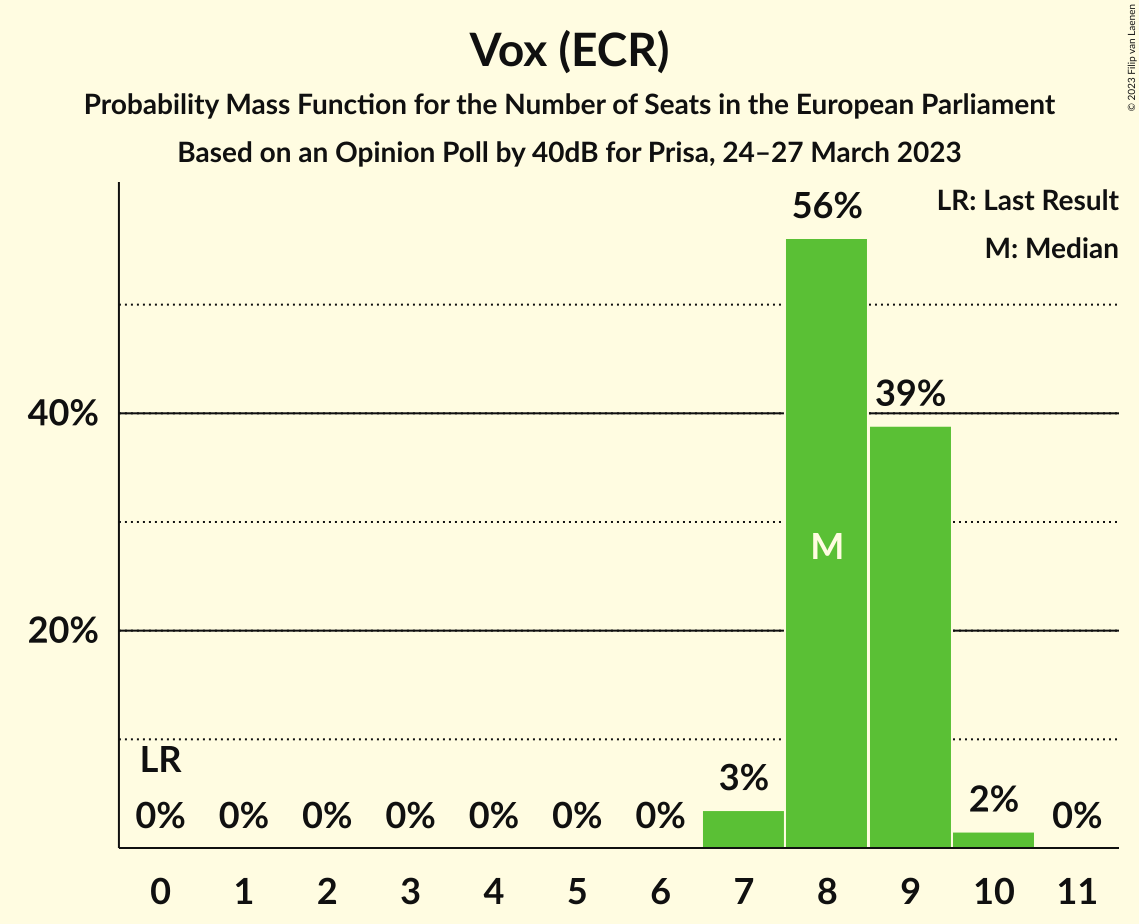 © 2023 Filip van Laenen
Vox (ECR)
Probability Mass Function for the Number of Seats in the European Parliament
Based on an Opinion Poll by 40dB for Prisa, 24–27 March 2023
LR: Last Result
M: Median
56%
39%
40%
M
20%
LR
0% 0% 0% 0% 0% 0% 0% 3% 2% 0%
0 1 2 3 4 5 6 7 8 9 10 11